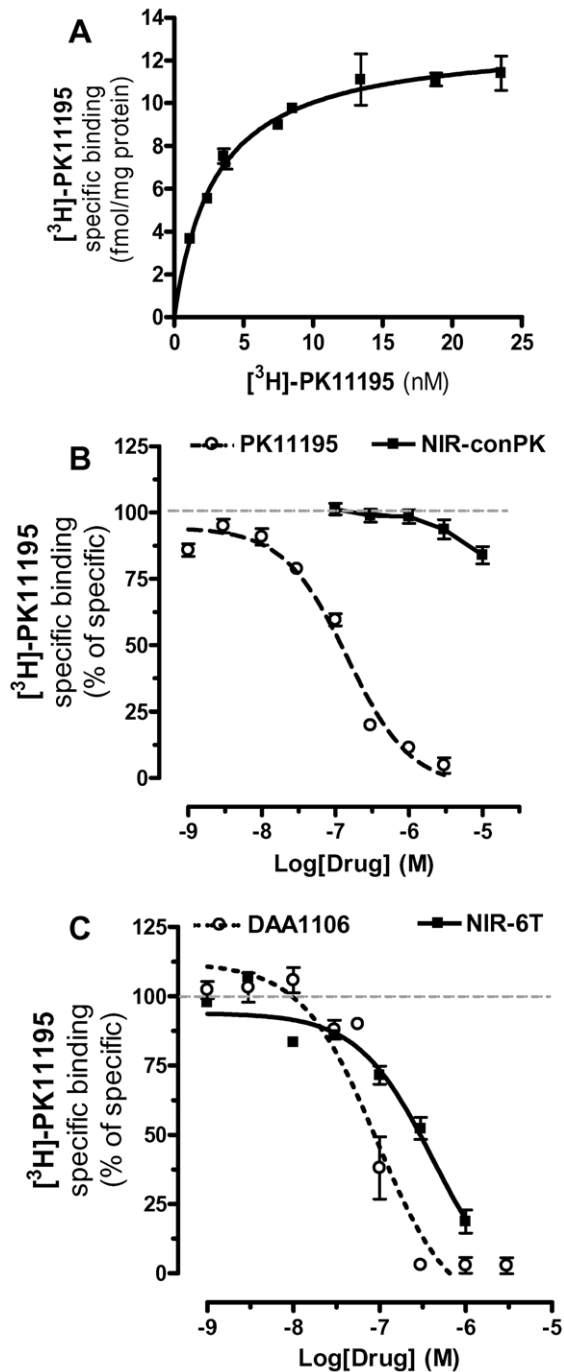 A
14
12
10
8
6
4
2
0
[³H]-PK11195
specific binding
(fmol/mg protein)
0 5 10 15 20 25
[³H]-PK11195 (nM)
B
PK11195 NIR-conPK
125
100
75
50
25
0
[³H]-PK11195
specific binding
(% of specific)
-9 -8 -7 -6 -5
Log[Drug] (M)
C
DAA1106 NIR-6T
125
100
75
50
25
0
[³H]-PK11195
specific binding
(% of specific)
-9 -8 -7 -6 -5
Log[Drug] (M)